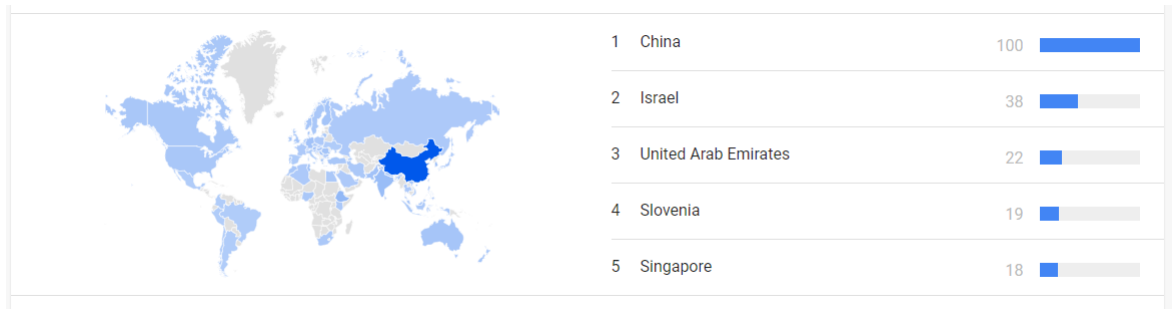 1 China 100
2 Israel 38
3 United Arab Emirates 22
4 Slovenia 19
5 Singapore 18